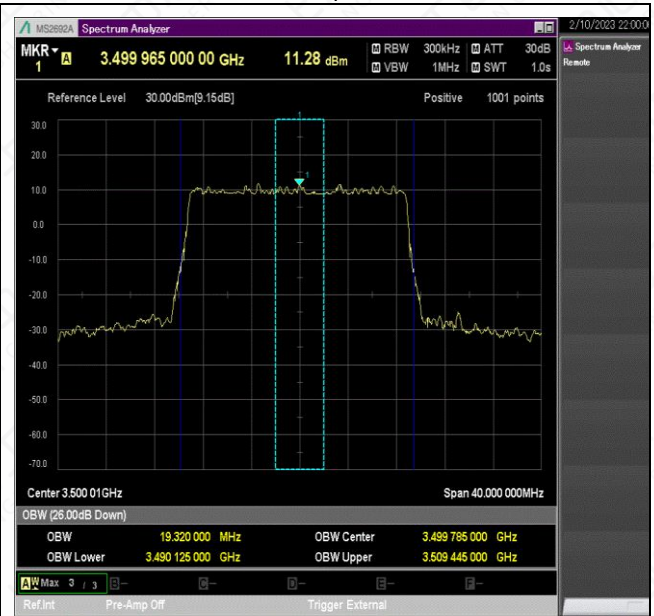 MS2692A Spectrum Analyzer 2/10/2023 22:00:0
MKR 1 A 3.499 965 000 00 GHz 11.28 dBm M RBW 300kHz M ATT 30dB
M VBW 1MHz M SWT 1.0s
Spectrum Analyzer
Remote
Reference Level 30.00dBm[9.15dB] Positive 1001 points
1
30.0
20.0
1
10.0
0.0
-10.0
-20.0
-30.0
-40.0
-50.0
-60.0
-70.0
Center 3.500 01GHz Span 40.000 000MHz
OBW (26.00dB Down)
OBW 19.320 000 MHz OBW Center 3.499 785 000 GHz
OBW Lower 3.490 125 000 GHz OBW Upper 3.509 445 000 GHz
A W Max 3 / 3 B- C- D- E- F-
Ref.Int Pre-Amp Off Trigger External